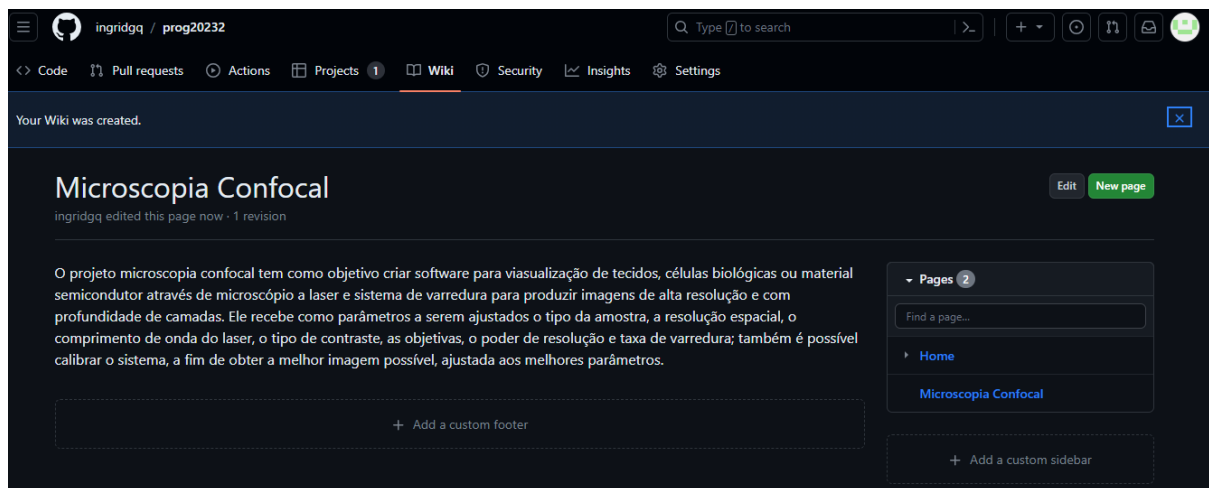 ingridgq / prog20232
Type / to search
Code Pull requests Actions Projects 1 Wiki Security Insights Settings
Your Wiki was created.
Microscopia Confocal
Edit New page
ingridgq edited this page now · 1 revision
O projeto microscopia confocal tem como objetivo criar software para viasualização de tecidos, células biológicas ou material
semicondutor através de microscópio a laser e sistema de varredura para produzir imagens de alta resolução e com
profundidade de camadas. Ele recebe como parâmetros a serem ajustados o tipo da amostra, a resolução espacial, o
comprimento de onda do laser, o tipo de contraste, as objetivas, o poder de resolução e taxa de varredura; também é possível
calibrar o sistema, a fim de obter a melhor imagem possível, ajustada aos melhores parâmetros.
+ Add a custom footer
Pages 2
Find a page...
Home
Microscopia Confocal
+ Add a custom sidebar